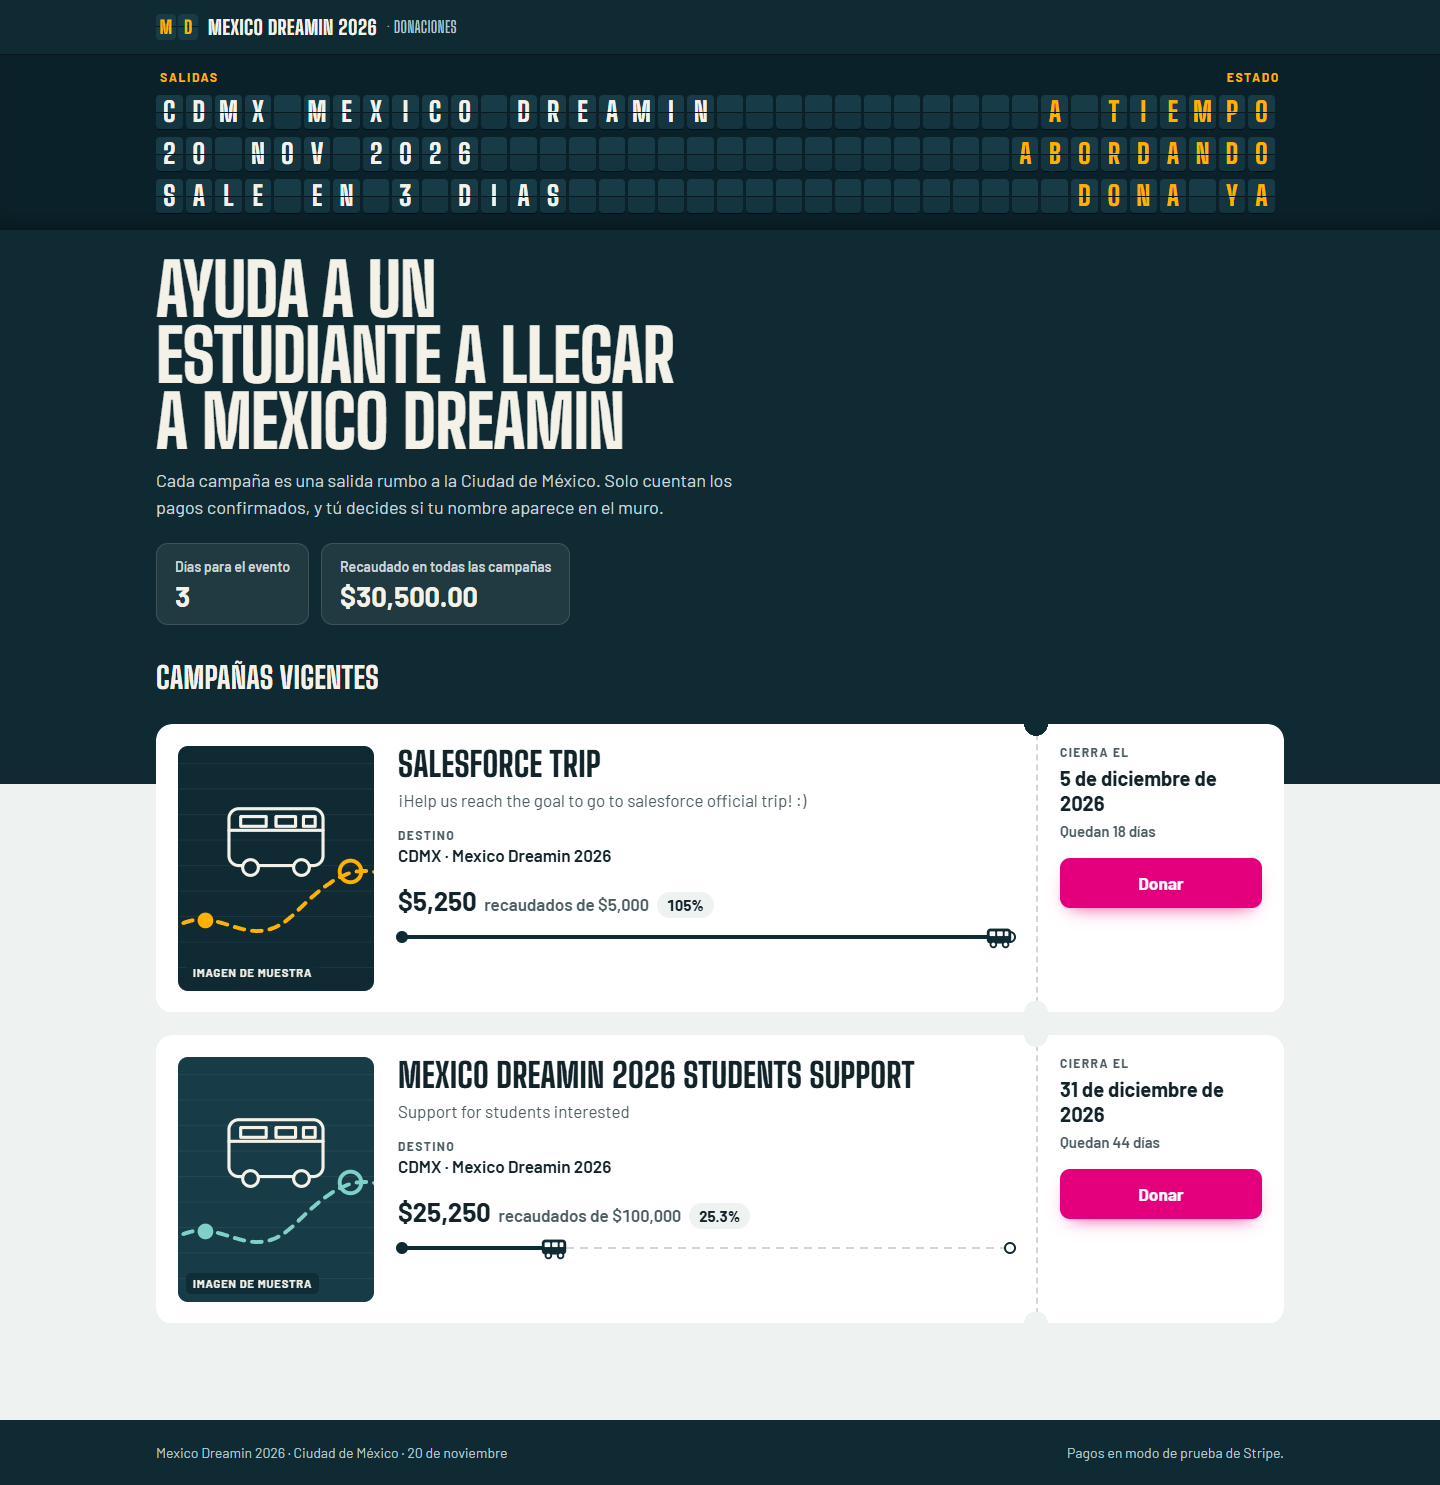 M D MEXICO DREAMIN 2026 · DONACIONES
SALIDAS ESTADO
CDMX MEXICO DREAMIN A TIEMPO
20 NOV 2026 ABORDANDO
SALE EN 3 DIAS DONA YA
AYUDA A UN
ESTUDIANTE A LLEGAR
A MEXICO DREAMIN
Cada campaña es una salida rumbo a la Ciudad de México. Solo cuentan los
pagos confirmados, y tú decides si tu nombre aparece en el muro.
Días para el evento
3
Recaudado en todas las campañas
$30,500.00
CAMPAÑAS VIGENTES
IMAGEN DE MUESTRA
SALESFORCE TRIP
¡Help us reach the goal to go to salesforce official trip! :)
DESTINO
CDMX · Mexico Dreamin 2026
$5,250 recaudados de $5,000 105%
CIERRA EL
5 de diciembre de
2026
Quedan 18 días
Donar
IMAGEN DE MUESTRA
MEXICO DREAMIN 2026 STUDENTS SUPPORT
Support for students interested
DESTINO
CDMX · Mexico Dreamin 2026
$25,250 recaudados de $100,000 25.3%
CIERRA EL
31 de diciembre de
2026
Quedan 44 días
Donar
Mexico Dreamin 2026 · Ciudad de México · 20 de noviembre
Pagos en modo de prueba de Stripe.